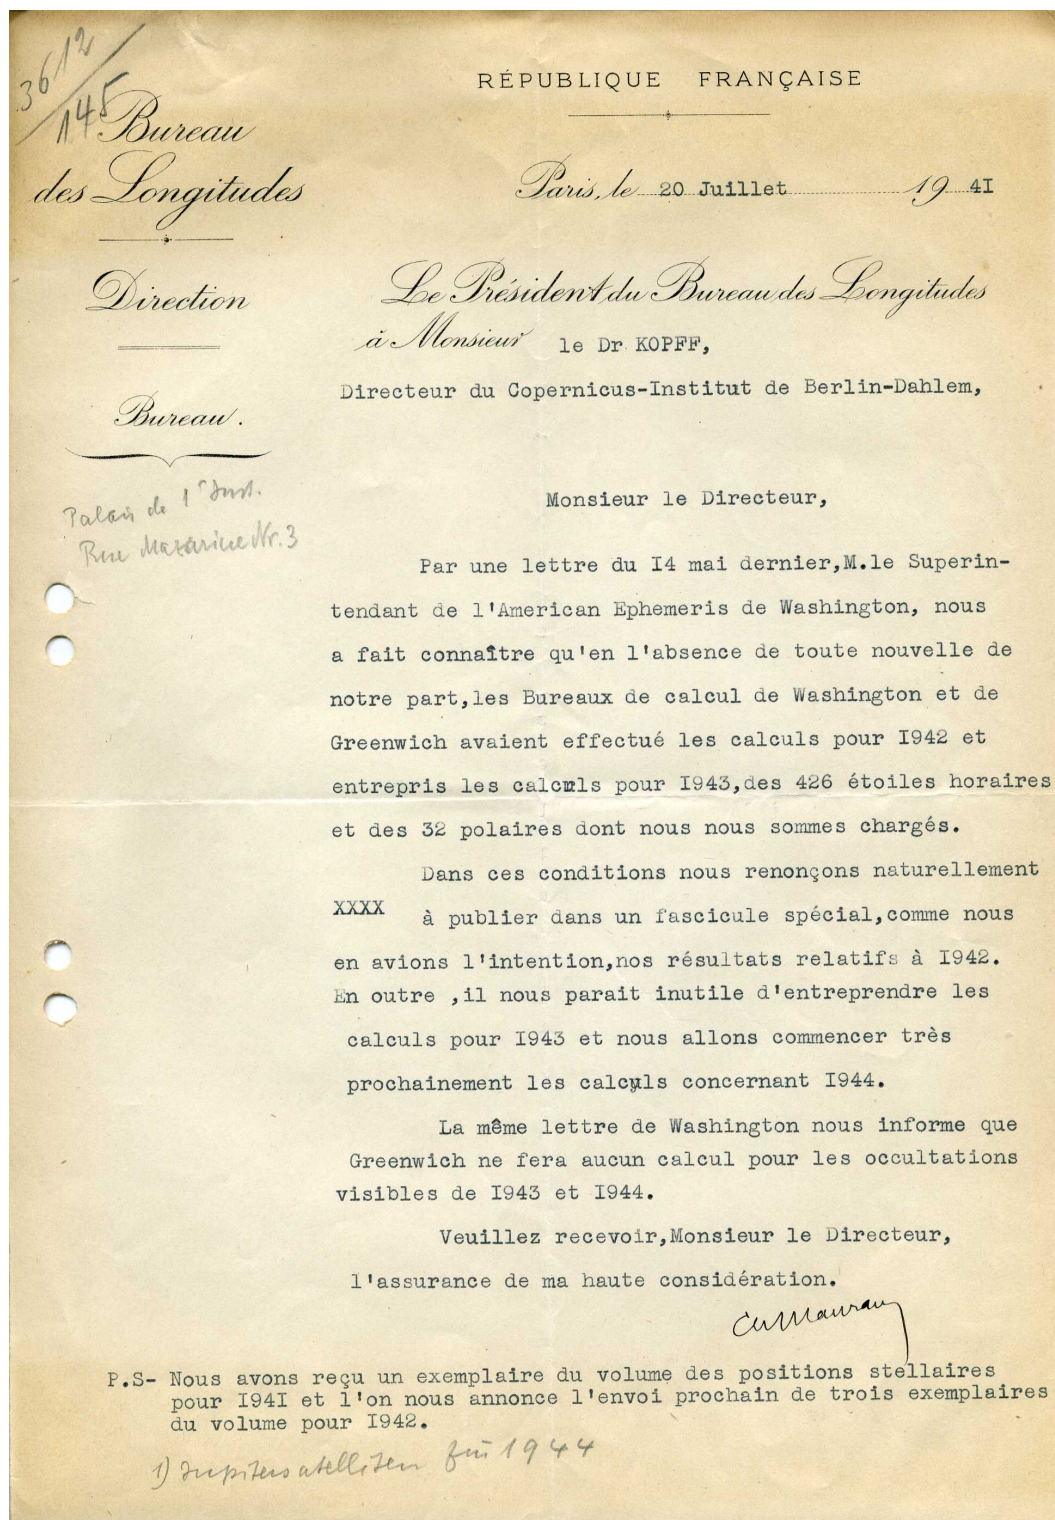 3612
145
RÉPUBLIQUE FRANÇAISE
Bureau
des Longitudes
Paris, le 20 Juillet 19 4I
Direction
Le Président du Bureau des Longitudes
à Monsieur le Dr KOPFF,
Directeur du Copernicus-Institut de Berlin-Dahlem,
Bureau.
Palais de l'Inst.
Rue Mazarine Nr. 3
Monsieur le Directeur,
Par une lettre du I4 mai dernier,M.le Superin-
tendant de l'American Ephemeris de Washington, nous
a fait connaître qu'en l'absence de toute nouvelle de
notre part,les Bureaux de calcul de Washington et de
Greenwich avaient effectué les calculs pour I942 et
entrepris les calculs pour I943,des 426 étoiles horaires
et des 32 polaires dont nous nous sommes chargés.
Dans ces conditions nous renonçons naturellement
XXXX à publier dans un fascicule spécial,comme nous
en avions l'intention,nos résultats relatifs à I942.
En outre ,il nous parait inutile d'entreprendre les
calculs pour I943 et nous allons commencer très
prochainement les calculs concernant I944.
La même lettre de Washington nous informe que
Greenwich ne fera aucun calcul pour les occultations
visibles de I943 et I944.
Veuillez recevoir,Monsieur le Directeur,
l'assurance de ma haute considération.
Ch Maurain
P.S- Nous avons reçu un exemplaire du volume des positions stellaires
pour I94I et l'on nous annonce l'envoi prochain de trois exemplaires
du volume pour I942.
1) Jupitersatelliten für 1944